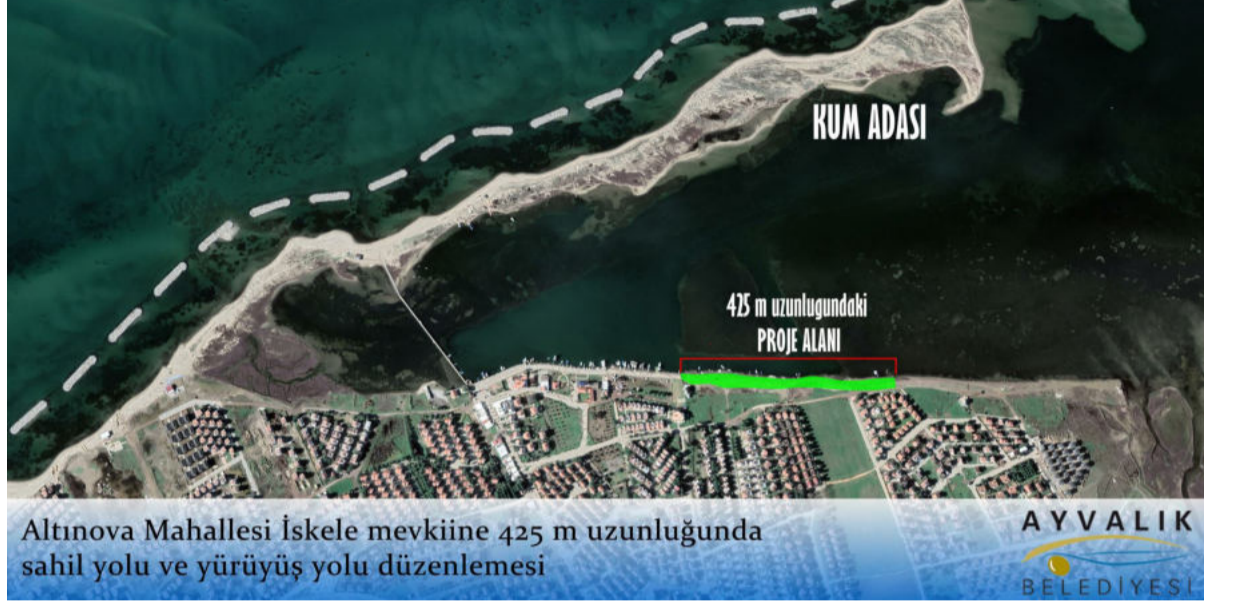 KUM ADASI
425 m uzunlugundaki
PROJE ALANI
Altınova Mahallesi İskele mevkiine 425 m uzunluğunda
sahil yolu ve yürüyüş yolu düzenlemesi
AYVALIK
BELEDİYESİ